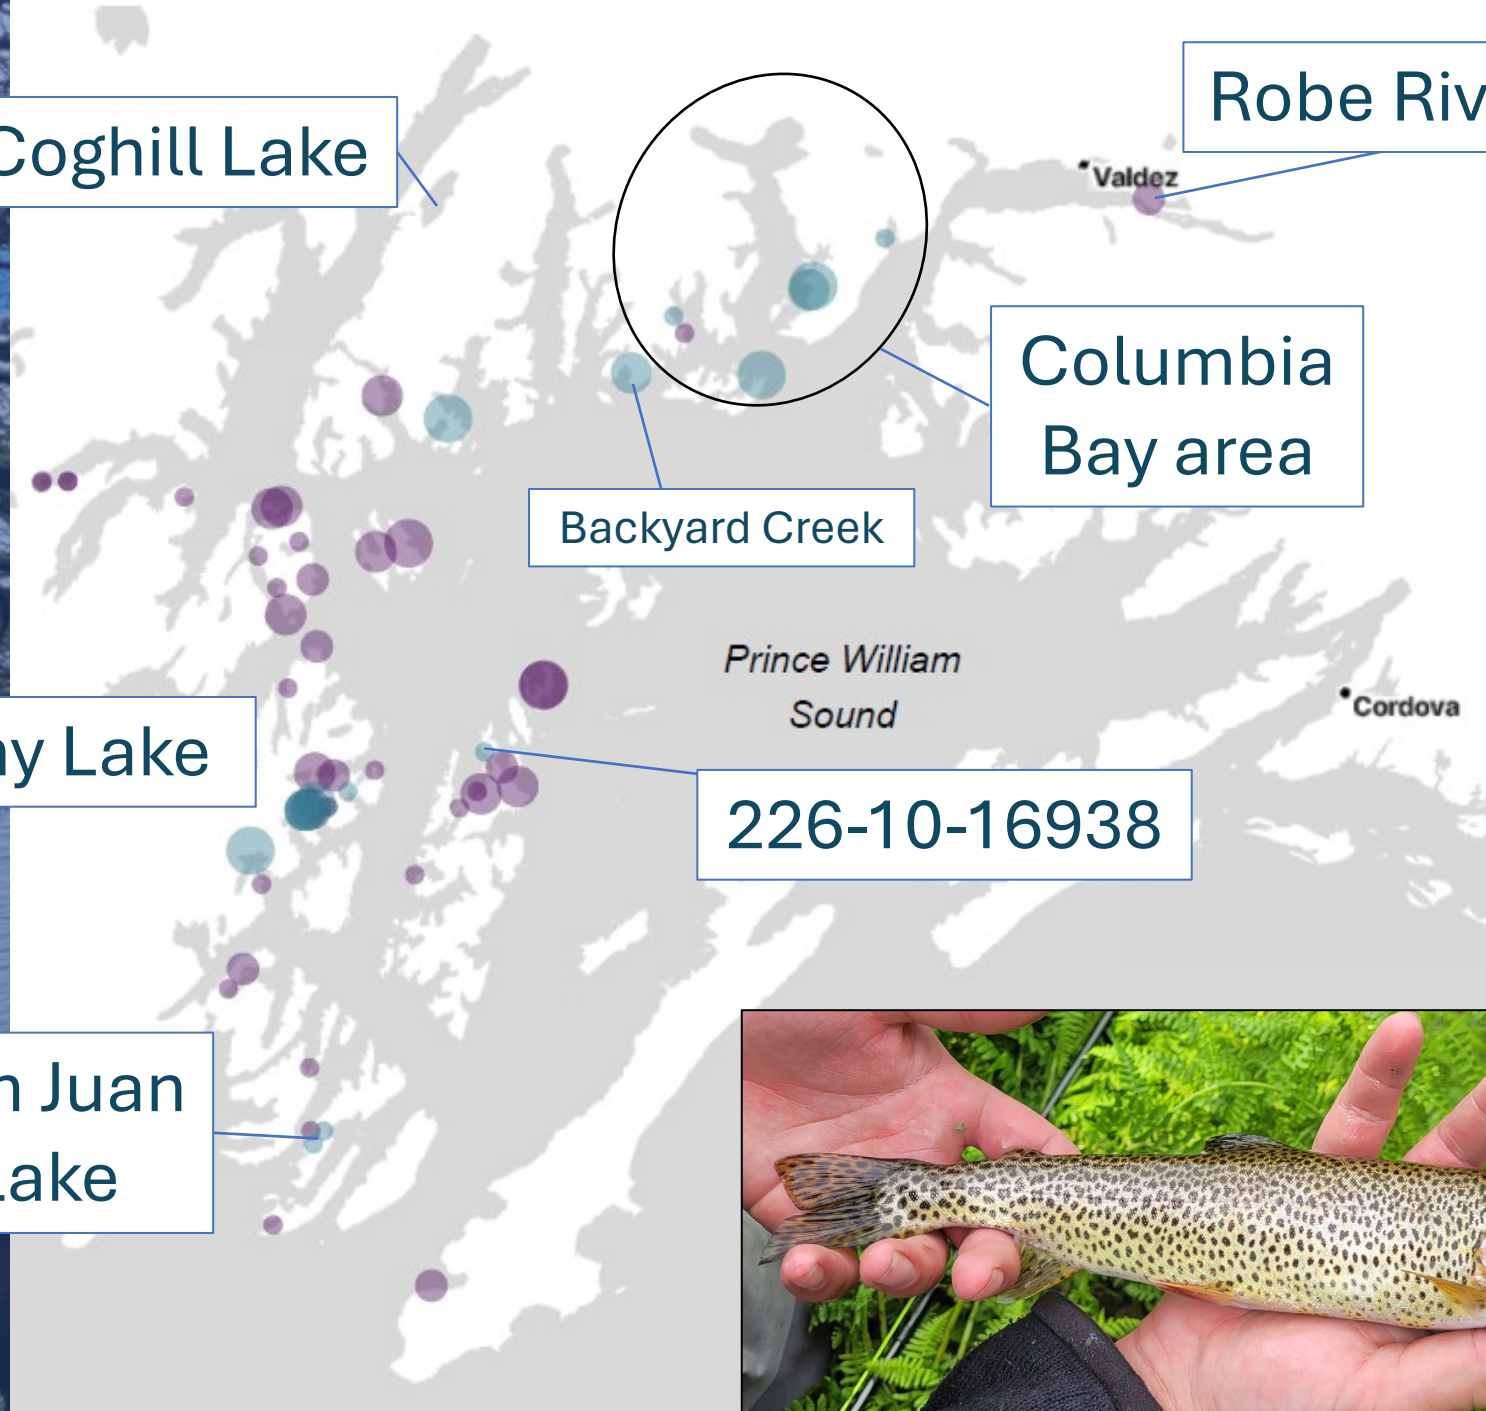 Coghill Lake
Robe Riv
Valdez
Columbia
Bay area
Backyard Creek
Prince William
Sound
Cordova
y Lake
226-10-16938
n Juan
Lake